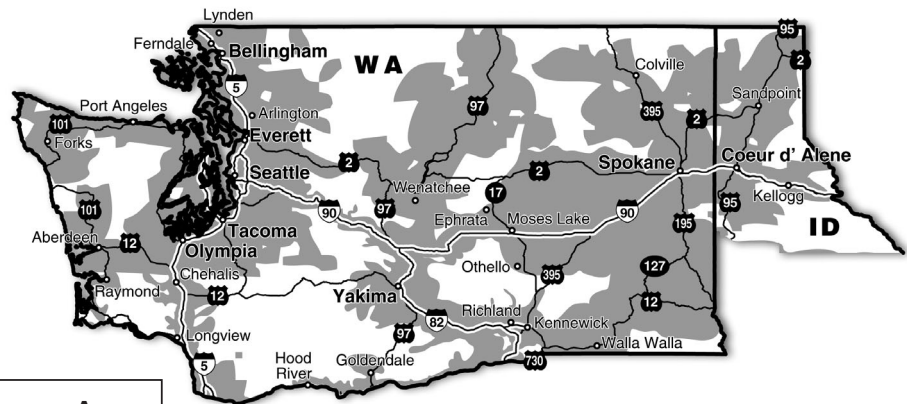 Lynden
Ferndale
Bellingham
WA
95
2
5
Colville
Sandpoint
Port Angeles
Arlington
97
395
101
Everett
2
Forks
2
Spokane
Coeur d' Alene
2
Seattle
Wenatchee
17
Kellogg
90
97
Ephrata
Moses Lake
90
95
101
Tacoma
195
ID
Aberdeen
12
Olympia
Othello
395
127
Chehalis
Raymond
12
Yakima
12
Richland
82
Kennewick
Longview
97
Walla Walla
5
Hood
River
Goldendale
730